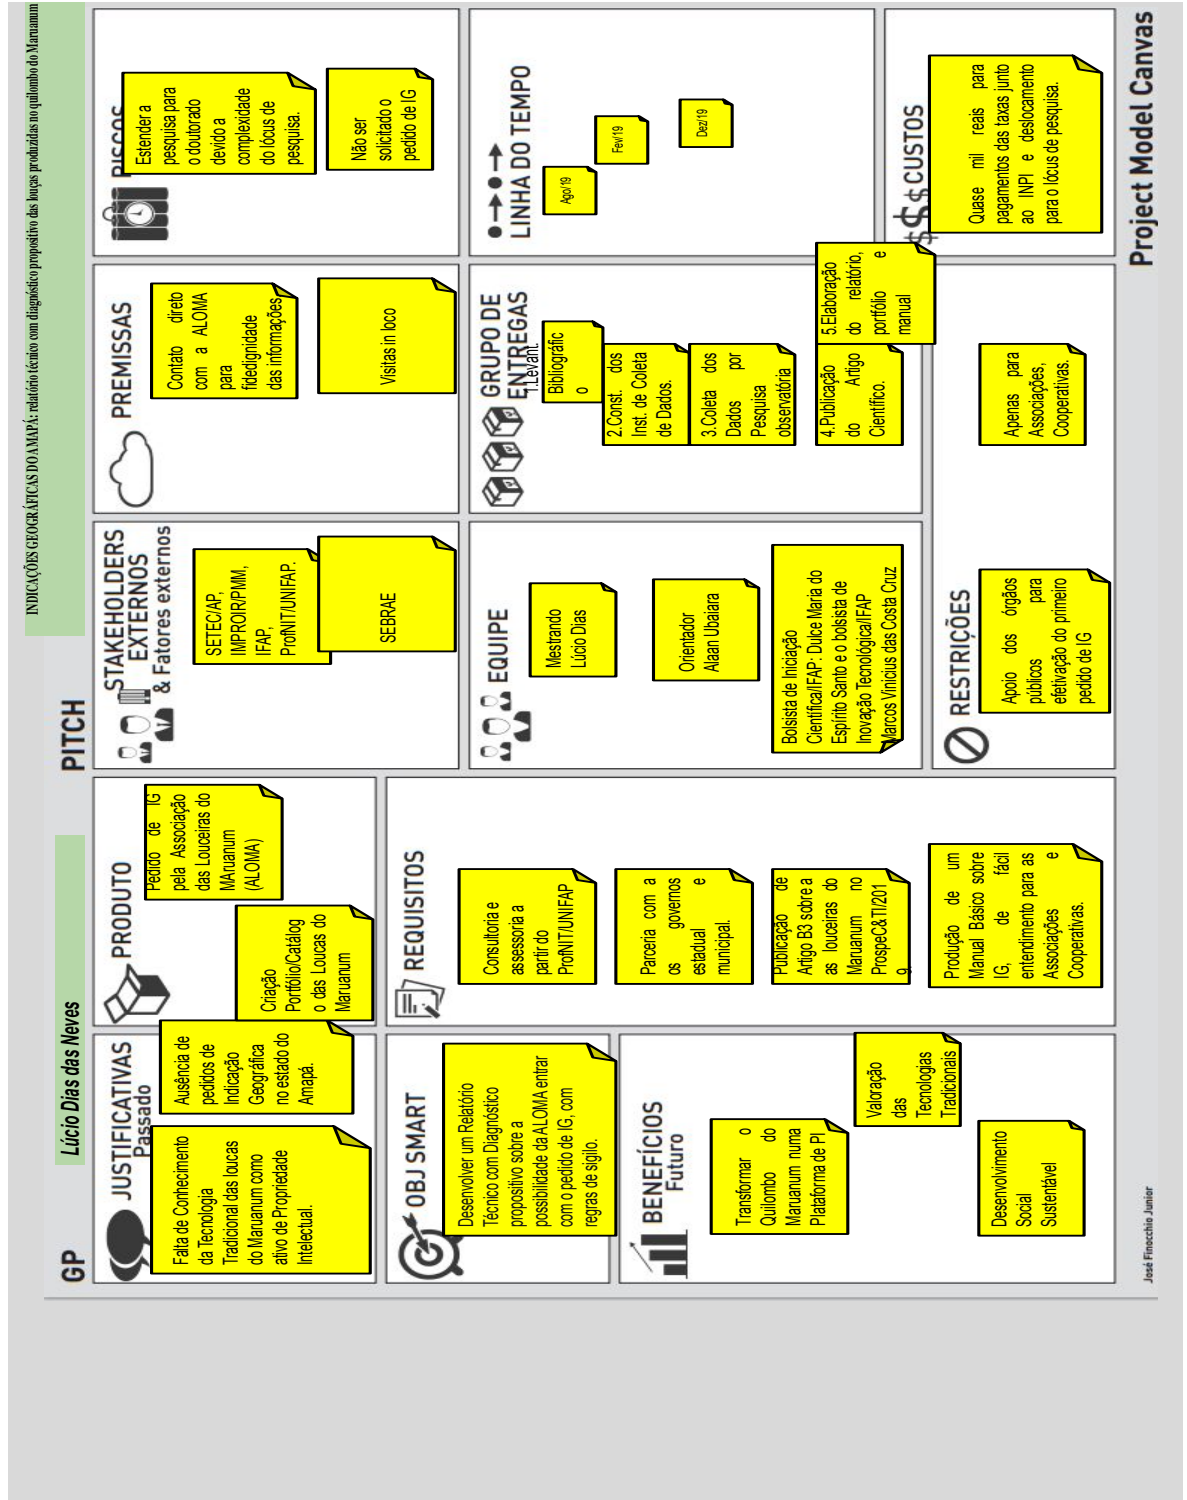 INDICAÇÕES GEOGRÁFICAS DO AMAPÁ: relatório técnico com diagnóstico propositivo das louças produzidas no quilombo do Maruanum
GP
Lúcio Dias das Neves
PITCH
JUSTIFICATIVAS
Passado
Falta de Conhecimento
da Tecnologia
Tradicional das loucas
do Maruanum como
ativo de Propriedade
Intelectual.
Ausência de
pedidos de
Indicação
Geográfica
no estado do
Amapá.
OBJ SMART
Desenvolver um Relatório
Técnico com Diagnóstico
propositivo sobre a
possibilidade da ALOMA entrar
com o pedido de IG, com
regras de sigilo.
BENEFÍCIOS
Futuro
Transformar o
Quilombo do
Maruanum numa
Plataforma de PI
Valoração
das
Tecnologias
Tradicionais
Desenvolvimento
Social
Sustentável
PRODUTO
Pedido de IG
pela Associação
das Louceiras do
MAruanum
(ALOMA)
Criação
Portfólio/Catálog
o das Loucas do
Maruanum
REQUISITOS
Consultoria e
assessoria a
partir do
ProfNIT/UNIFAP
Parceria com a
os governos
estadual e
municipal.
Publicação de
Artigo B3 sobre a
as louceiras do
Maruanum no
ProspeC&TI/201
9.
Produção de um
Manual Básico sobre
IG, de fácil
entendimento para as
Associações e
Cooperativas.
STAKEHOLDERS
EXTERNOS
& Fatores externos
SETEC/AP,
IMPROIR/PMM,
IFAP,
ProfNIT/UNIFAP.
SEBRAE
EQUIPE
Mestrando
Lúcio Dias
Orientador
Alaan Ubaiara
Bolsista de Iniciação
Científica/IFAP: Dulce Maria do
Espírito Santo e o bolsista de
Inovação Tecnológica/IFAP
Marcos Vinicius das Costa Cruz
PREMISSAS
Contato direto
com a ALOMA
para
fidedignidade
das informações
Visitas in loco
GRUPO DE
ENTREGAS
1.Levant.
Bibliográfic
o
2.Const. dos
Inst. de Coleta
de Dados.
3.Coleta dos
Dados por
Pesquisa
observatória
4.Publicação
do Artigo
Científico.
5.Elaboração
do relatório,
portfólio e
manual
RESTRIÇÕES
Apoio dos órgãos
públicos para
efetivação do primeiro
pedido de IG
Apenas para
Associações,
Cooperativas.
RISCOS
Estender a
pesquisa para
o doutorado
devido a
complexidade
do lócus de
pesquisa.
Não ser
solicitado o
pedido de IG
LINHA DO TEMPO
Ago/19
Fev/19
Dez/19
$$$ CUSTOS
Quase mil reais para
pagamentos das taxas junto
ao INPI e deslocamento
para o lócus de pesquisa.
José Finocchio Junior
Project Model Canvas